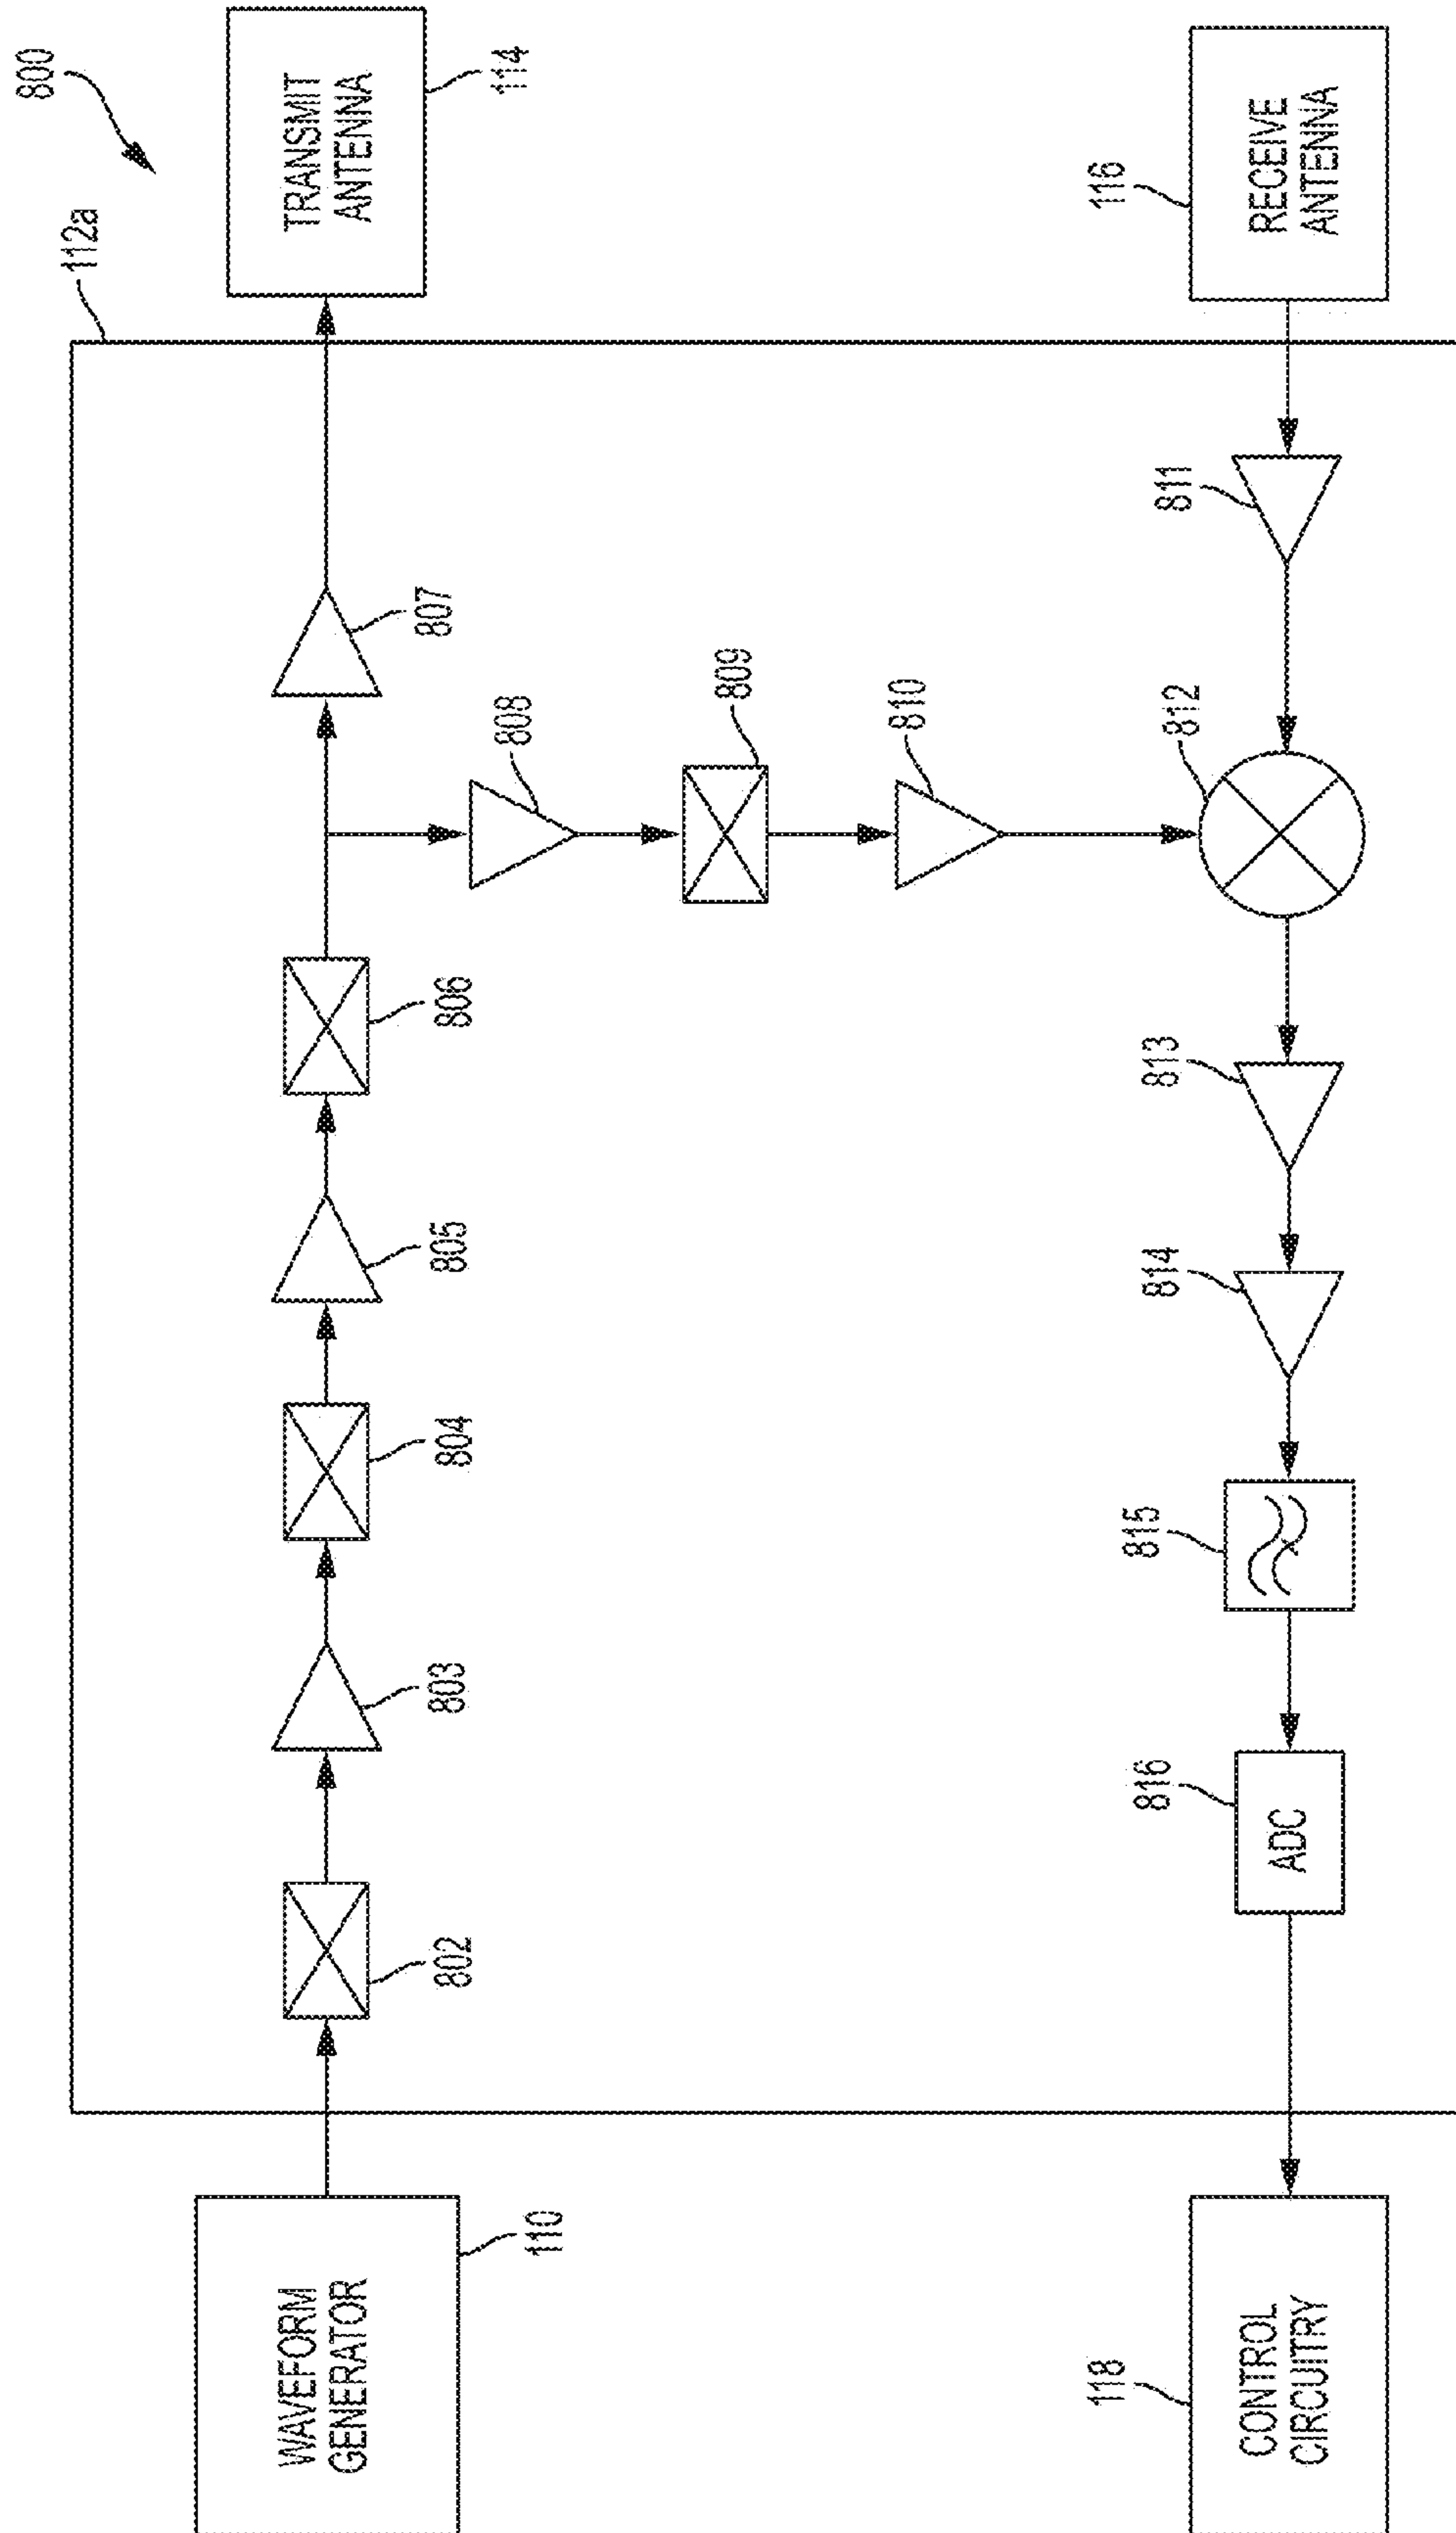 800
112a
WAVEFORM
GENERATOR
110
802
803
804
805
806
807
TRANSMIT
ANTENNA
114
808
809
810
CONTROL
CIRCUITRY
118
ADC
816
815
814
813
812
811
RECEIVE
ANTENNA
116